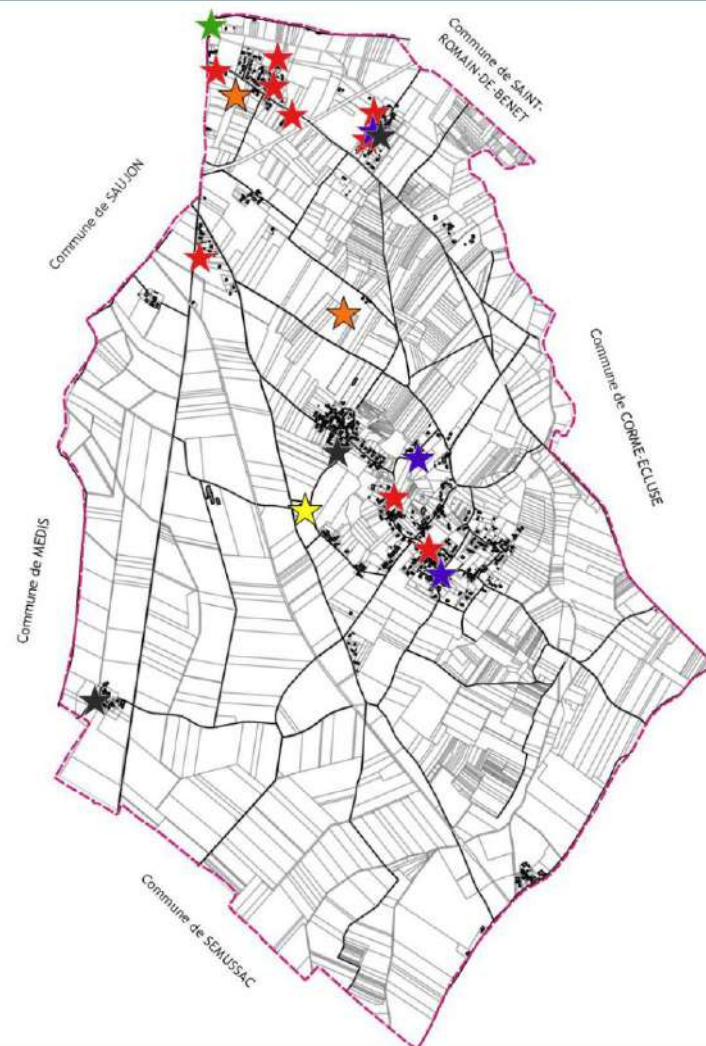 Commune de SAINT-
ROMAIN-DE-BENET
Commune de SAUJON
Commune de CORME-ECLUSE
Commune de MEDIS
Commune de SEMUSSAC